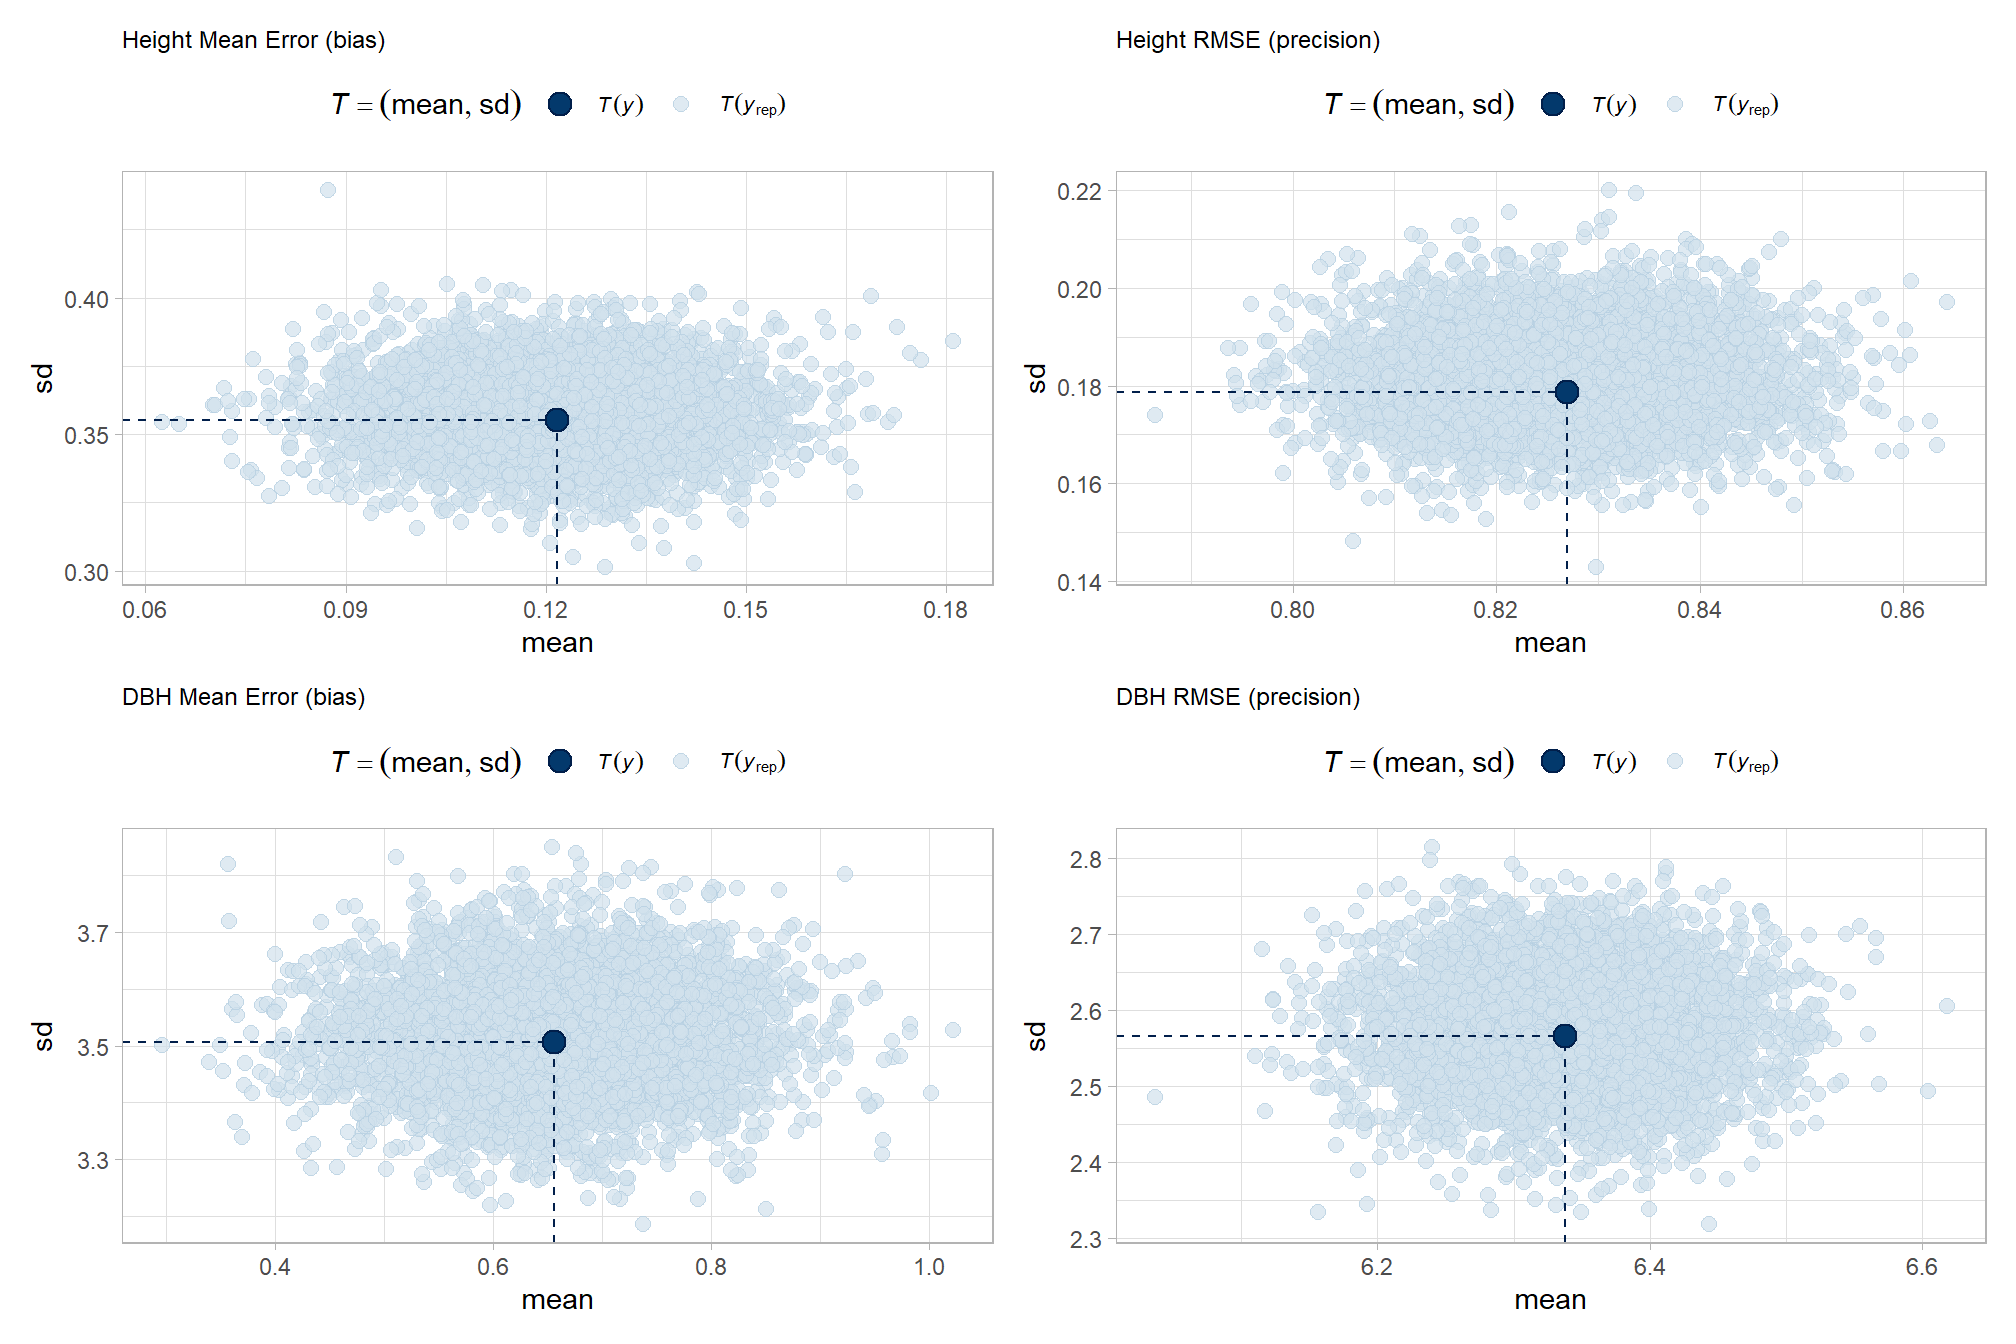 Height Mean Error (bias)
T = (mean, sd) T(y) T(yrep)
sd
0.40
0.35
0.30
0.06 0.09 0.12 0.15 0.18
mean
Height RMSE (precision)
T = (mean, sd) T(y) T(yrep)
sd
0.22
0.20
0.18
0.16
0.14
0.80 0.82 0.84 0.86
mean
DBH Mean Error (bias)
T = (mean, sd) T(y) T(yrep)
sd
3.7
3.5
3.3
0.4 0.6 0.8 1.0
mean
DBH RMSE (precision)
T = (mean, sd) T(y) T(yrep)
sd
2.8
2.7
2.6
2.5
2.4
2.3
6.2 6.4 6.6
mean